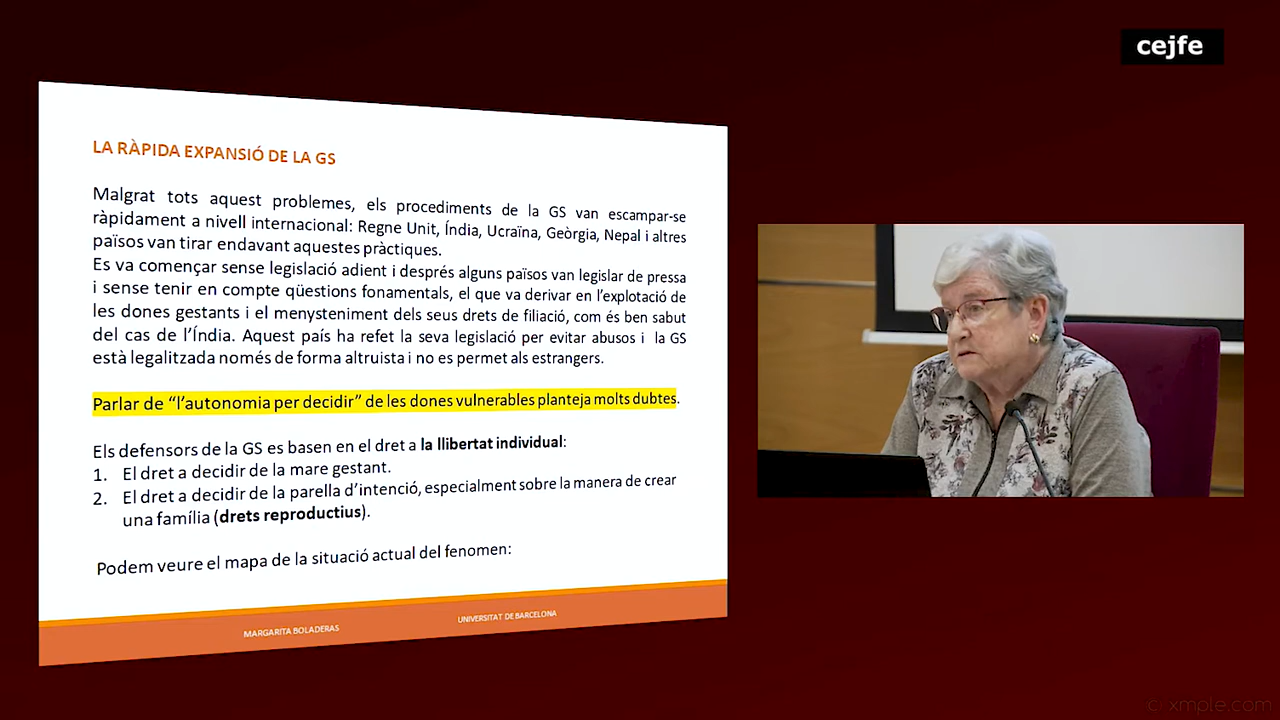 cejfe
LA RÀPIDA EXPANSIÓ DE LA GS
Malgrat tots aquest problemes, els procediments de la GS van escampar-se
ràpidament a nivell internacional: Regne Unit, Índia, Ucraïna, Geòrgia, Nepal i altres
països van tirar endavant aquestes pràctiques.
Es va començar sense legislació adient i després alguns països van legislar de pressa
i sense tenir en compte qüestions fonamentals, el que va derivar en l’explotació de
les dones gestants i el menysteniment dels seus drets de filiació, com és ben sabut
del cas de l’Índia. Aquest país ha refet la seva legislació per evitar abusos i la GS
està legalitzada només de forma altruista i no es permet als estrangers.
Parlar de “l’autonomia per decidir” de les dones vulnerables planteja molts dubtes.
Els defensors de la GS es basen en el dret a la llibertat individual:
1. El dret a decidir de la mare gestant.
2. El dret a decidir de la parella d’intenció, especialment sobre la manera de crear
una família (drets reproductius).
Podem veure el mapa de la situació actual del fenomen:
MARGARITA BOLADERAS
UNIVERSITAT DE BARCELONA